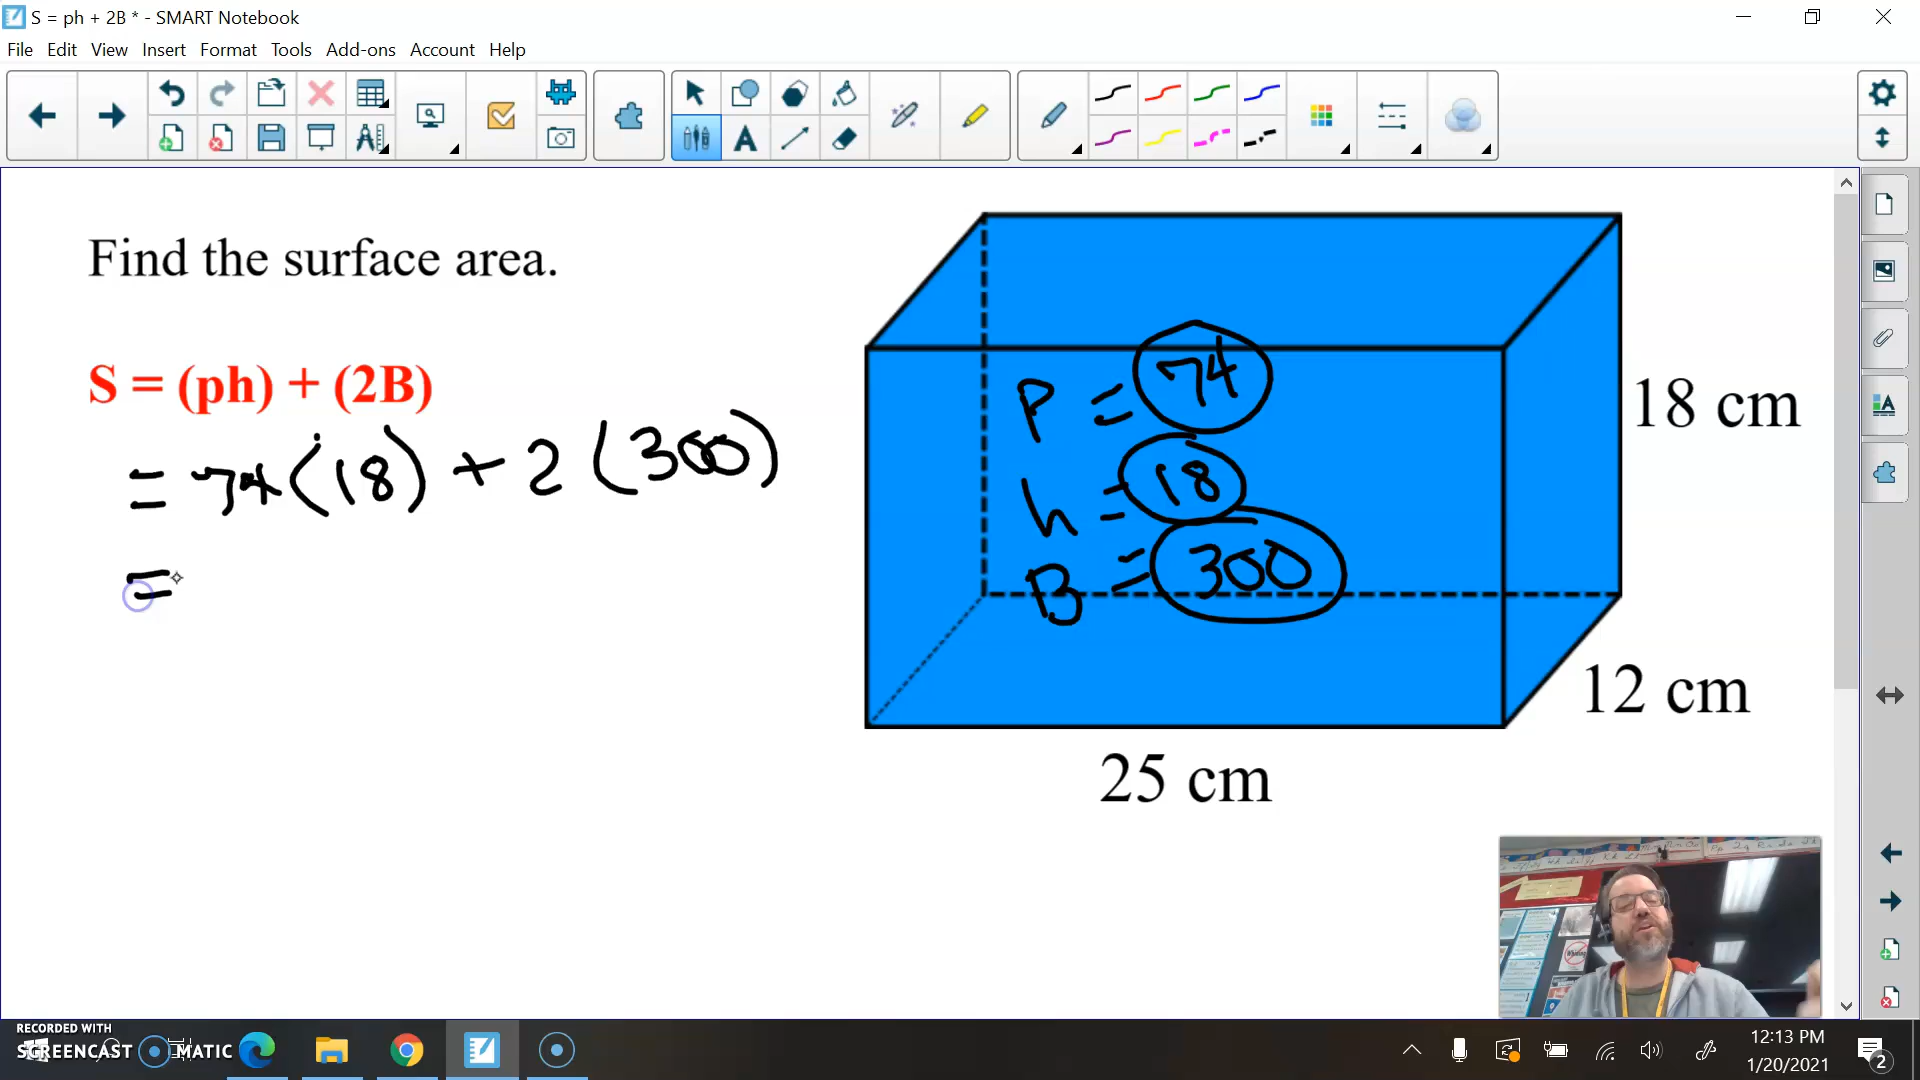 S = ph + 2B * - SMART Notebook
File Edit View Insert Format Tools Add-ons Account Help
Find the surface area.
S = (ph) + (2B)
= 74(18) + 2(300)
=
P = 74
h = 18
B = 300
18 cm
12 cm
25 cm
RECORDED WITH
SCREENCAST MATIC
12:13 PM
1/20/2021
2